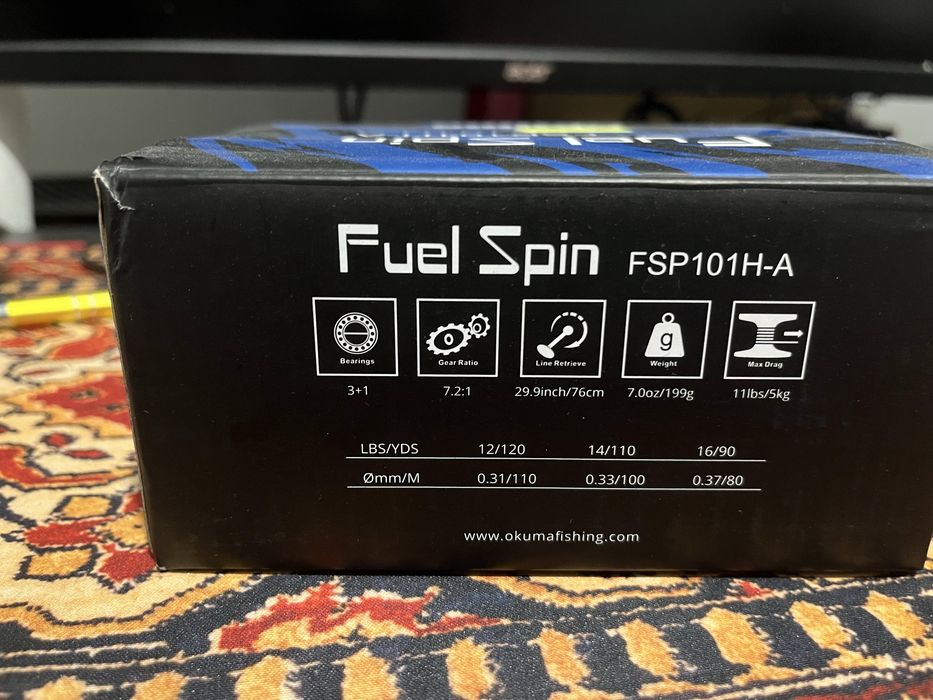 Fuel Spin
Fuel Spin FSP101H-A
Bearings Gear Ratio Line Retrieve Weight Max Drag
g
3+1 7.2:1 29.9inch/76cm 7.0oz/199g 11lbs/5kg
LBS/YDS 12/120 14/110 16/90
Ømm/M 0.31/110 0.33/100 0.37/80
www.okumafishing.com